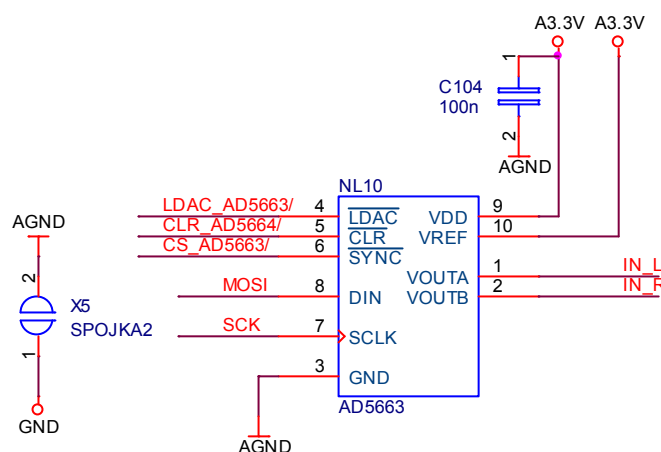 A3.3V A3.3V
1
C104
100n
2
AGND
NL10
LDAC_AD5663/ 4 LDAC VDD 9
CLR_AD5664/ 5 CLR VREF 10
CS_AD5663/ 6 SYNC
VOUTA 1 IN_L
MOSI 8 DIN VOUTB 2 IN_R
SCK 7 SCLK
3 GND
AD5663
AGND
AGND
2
X5
SPOJKA2
1
GND